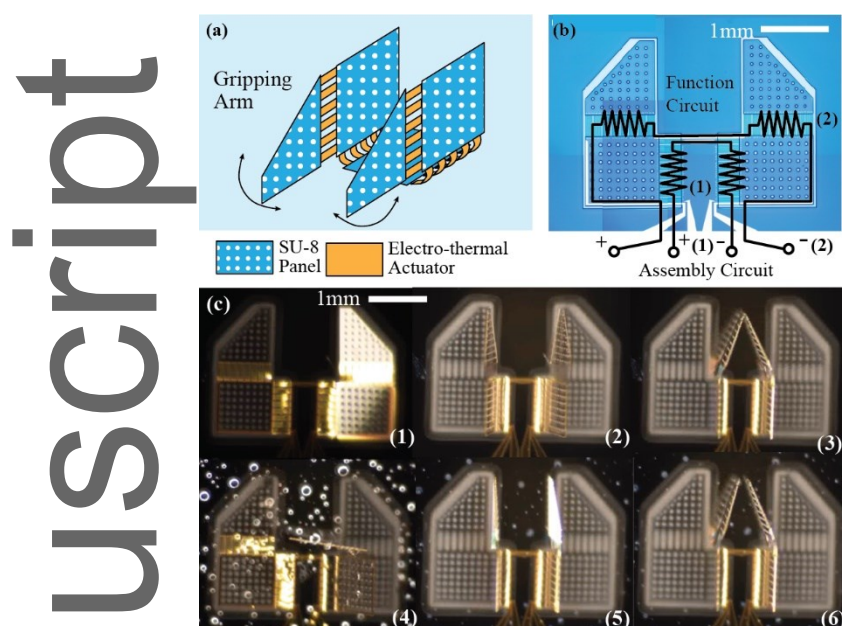 uscript
(a)
Gripping
Arm
SU-8
Panel
Electro-thermal
Actuator
(b)
1mm
Function
Circuit
(2)
(1)
+ + (1) - - (2)
Assembly Circuit
(c)
1mm
(1)
(2)
(3)
(4)
(5)
(6)